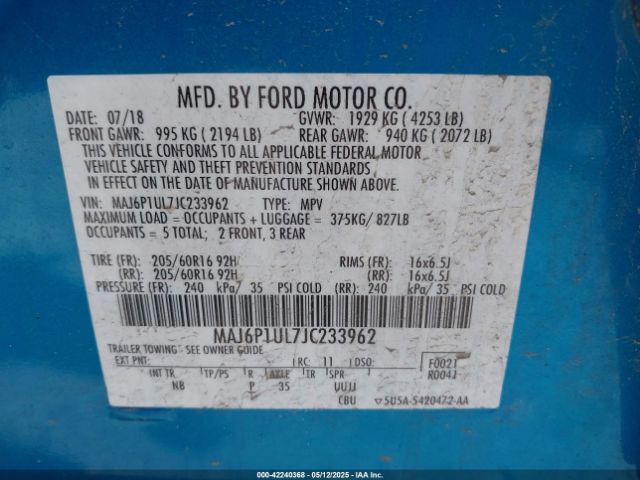 MFD. BY FORD MOTOR CO.
DATE: 07/18 GVWR: 1929 KG ( 4253 LB)
FRONT GAWR: 995 KG ( 2194 LB) REAR GAWR: 940 KG ( 2072 LB)
THIS VEHICLE CONFORMS TO ALL APPLICABLE FEDERAL MOTOR
VEHICLE SAFETY AND THEFT PREVENTION STANDARDS
IN EFFECT ON THE DATE OF MANUFACTURE SHOWN ABOVE.
VIN: MAJ6P1UL7JC233962 TYPE: MPV
MAXIMUM LOAD = OCCUPANTS + LUGGAGE = 375KG/ 827LB
OCCUPANTS = 5 TOTAL; 2 FRONT, 3 REAR
TIRE (FR): 205/60R16 92H RIMS (FR): 16x6.5J
(RR): 205/60R16 92H (RR): 16x6.5J
PRESSURE (FR): 240 kPa/ 35 PSI COLD (RR): 240 kPa/ 35 PSI COLD
MAJ6P1UL7JC233962
TRAILER TOWING- SEE OWNER GUIDE
EXT PNT: RC: 11 DSO: F0021
R0041
INT TR TP/PS R AXLE TR SPR
NB P 35 UUJJ
CBU 5U5A-S420472-AA
000-42240368 - 05/12/2025 - IAAI.COM